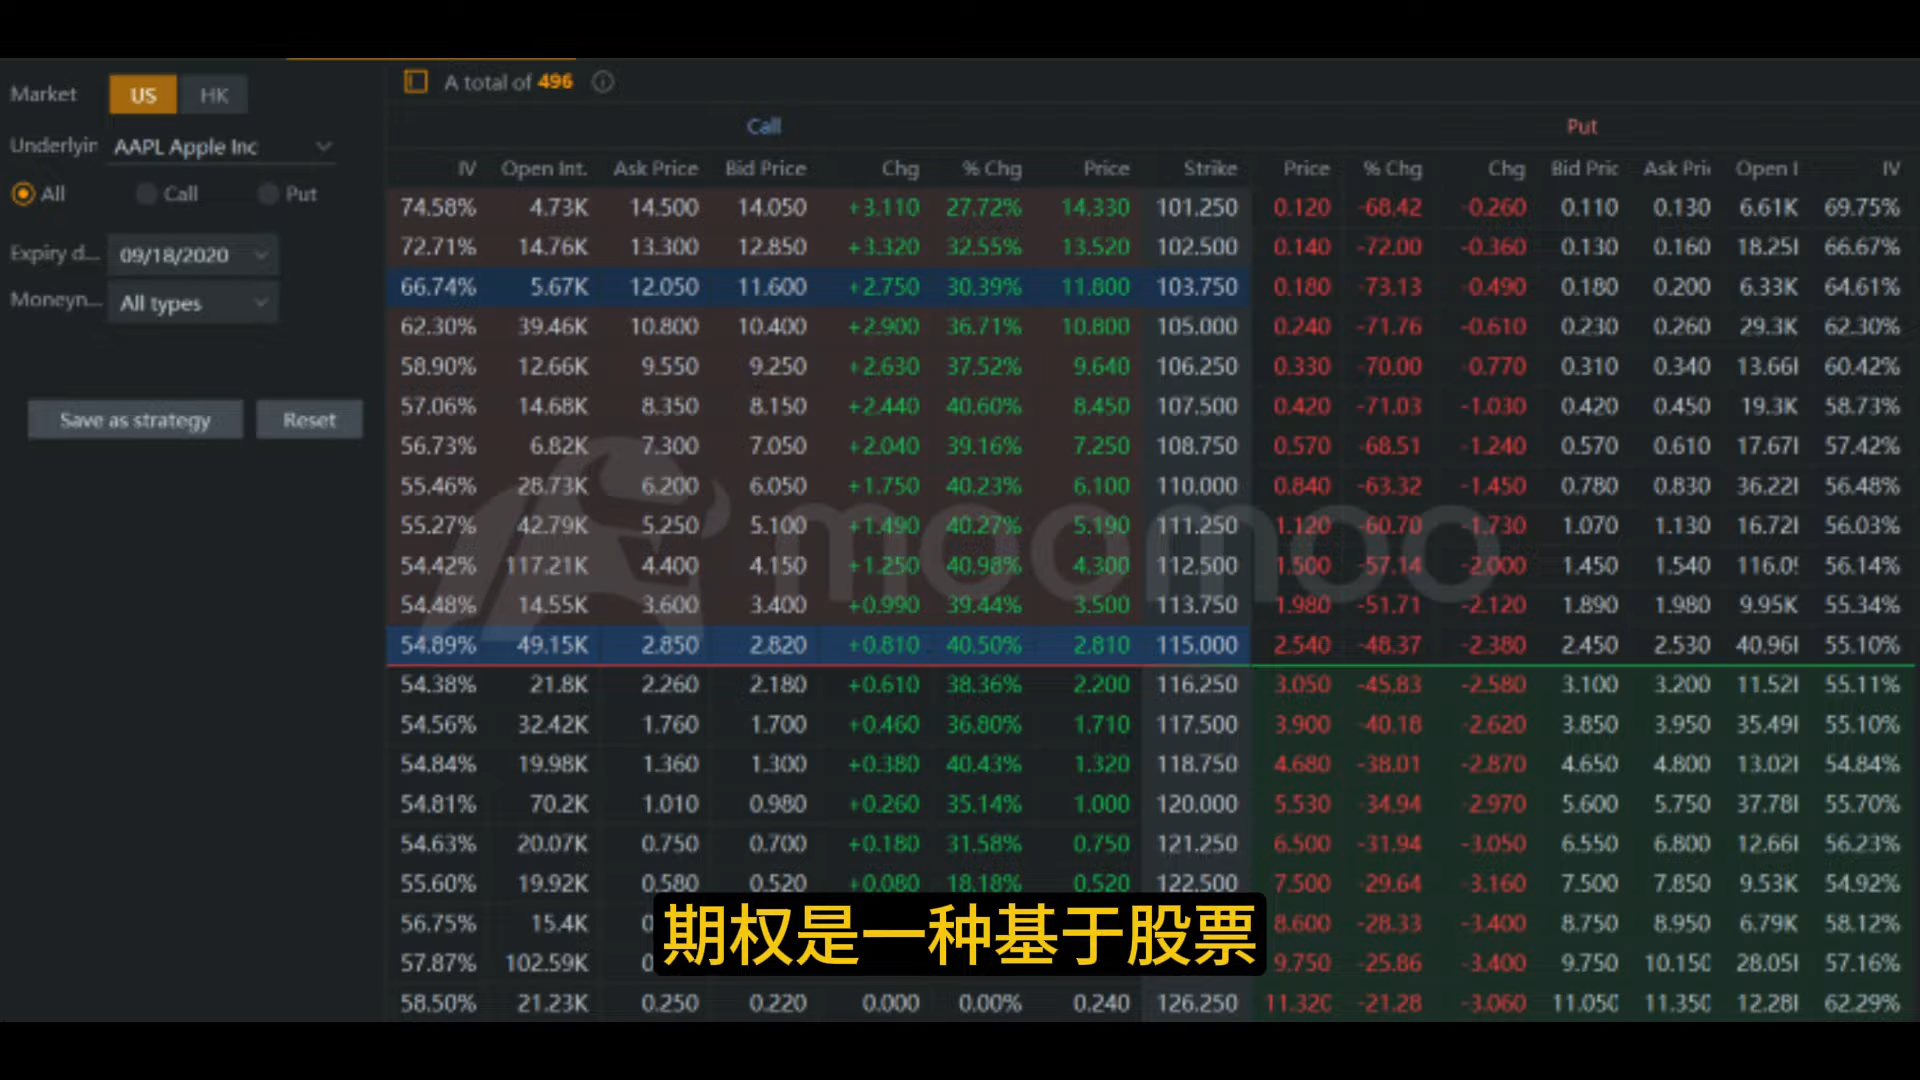 Market US HK
A total of 496
Call Put
Underlyin AAPL Apple Inc
All Call Put
Expiry d... 09/18/2020
Moneyn... All types
Save as strategy Reset
IV Open Int. Ask Price Bid Price Chg % Chg Price Strike Price % Chg Chg Bid Pric Ask Pri Open I IV
74.58% 4.73K 14.500 14.050 +3.110 27.72% 14.330 101.250 0.120 -68.42 -0.260 0.110 0.130 6.61K 69.75%
72.71% 14.76K 13.300 12.850 +3.320 32.55% 13.520 102.500 0.140 -72.00 -0.360 0.130 0.160 18.25 66.67%
66.74% 5.67K 12.050 11.600 +2.750 30.39% 11.800 103.750 0.180 -73.13 -0.490 0.180 0.200 6.33K 64.61%
62.30% 39.46K 10.800 10.400 +2.900 36.71% 10.800 105.000 0.240 -71.76 -0.610 0.230 0.260 29.3K 62.30%
58.90% 12.66K 9.550 9.250 +2.630 37.52% 9.640 106.250 0.330 -70.00 -0.770 0.310 0.340 13.66 60.42%
57.06% 14.68K 8.350 8.150 +2.440 40.60% 8.450 107.500 0.420 -71.03 -1.030 0.420 0.450 19.3K 58.73%
56.73% 6.82K 7.300 7.050 +2.040 39.16% 7.250 108.750 0.570 -68.51 -1.240 0.570 0.610 17.67 57.42%
55.46% 28.73K 6.200 6.050 +1.750 40.23% 6.100 110.000 0.840 -63.32 -1.450 0.780 0.830 36.22 56.48%
55.27% 42.79K 5.250 5.100 +1.490 40.27% 5.190 111.250 1.120 -60.70 -1.730 1.070 1.130 16.72 56.03%
54.42% 117.21K 4.400 4.150 +1.250 40.98% 4.300 112.500 1.500 -57.14 -2.000 1.450 1.540 116.0 56.14%
54.48% 14.55K 3.600 3.400 +0.990 39.44% 3.500 113.750 1.980 -51.71 -2.120 1.890 1.980 9.95K 55.34%
54.89% 49.15K 2.850 2.820 +0.810 40.50% 2.810 115.000 2.540 -48.37 -2.380 2.450 2.530 40.96 55.10%
54.38% 21.8K 2.260 2.180 +0.610 38.36% 2.200 116.250 3.050 -45.83 -2.580 3.100 3.200 11.52 55.11%
54.56% 32.42K 1.760 1.700 +0.460 36.80% 1.710 117.500 3.900 -40.18 -2.620 3.850 3.950 35.49 55.10%
54.84% 19.98K 1.360 1.300 +0.380 40.43% 1.320 118.750 4.680 -38.01 -2.870 4.650 4.800 13.02 54.84%
54.81% 70.2K 1.010 0.980 +0.260 35.14% 1.000 120.000 5.530 -34.94 -2.970 5.600 5.750 37.78 55.70%
54.63% 20.07K 0.750 0.700 +0.180 31.58% 0.750 121.250 6.500 -31.94 -3.050 6.550 6.800 12.66 56.23%
55.60% 19.92K 0.580 0.520 +0.080 18.18% 0.520 122.500 7.500 -29.64 -3.160 7.500 7.850 9.53K 54.92%
56.75% 15.4K 8.600 -28.33 -3.400 8.750 8.950 6.79K 58.12%
57.87% 102.59K 9.750 -25.86 -3.400 9.750 10.150 28.05 57.16%
58.50% 21.23K 0.250 0.220 0.000 0.00% 0.240 126.250 11.320 -21.28 -3.060 11.050 11.350 12.28 62.29%
moomoo
期权是一种基于股票